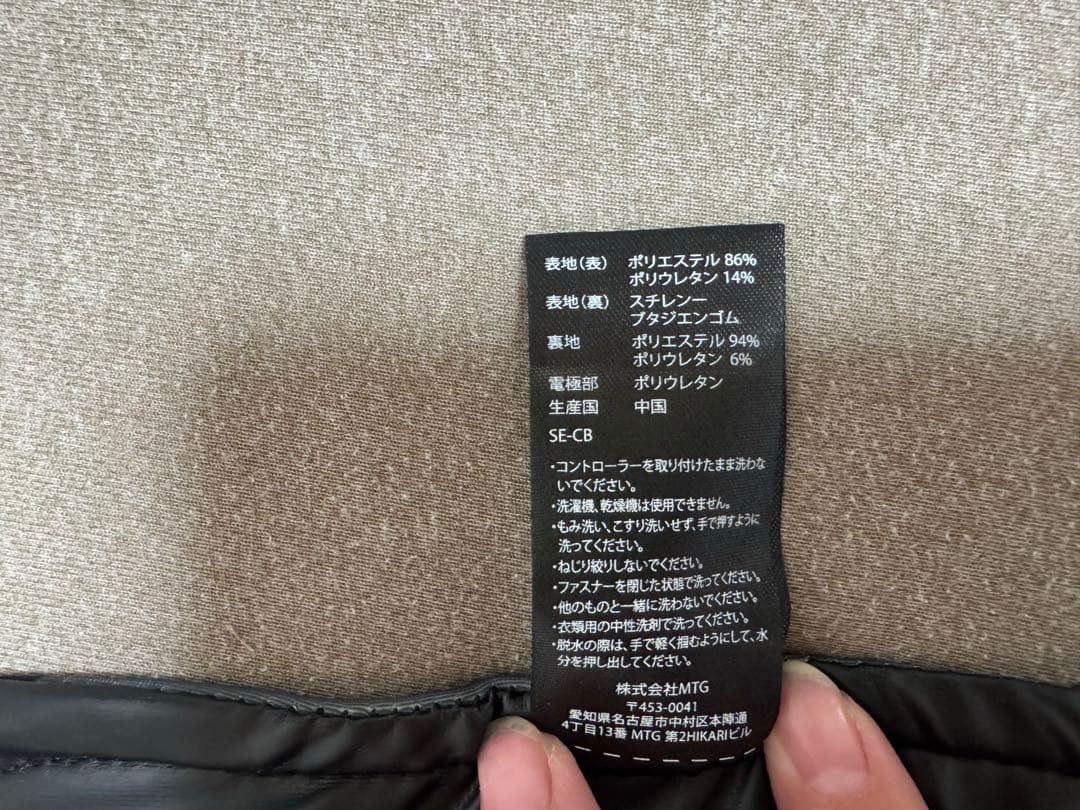 表地(表) ポリエステル 86%
ポリウレタン 14%
表地(裏) スチレンー
ブタジエンゴム
裏地 ポリエステル 94%
ポリウレタン 6%
電極部 ポリウレタン
生産国 中国
SE-CB
・コントローラーを取り付けたまま洗わな
いでください。
・洗濯機、乾燥機は使用できません。
・もみ洗い、こすり洗いせず、手で押すように
洗ってください。
・ねじり絞りしないでください。
・ファスナーを閉じた状態で洗ってください。
・他のものと一緒に洗わないでください。
・衣類用の中性洗剤で洗ってください。
・脱水の際は、手で軽く掴むようにして、水
分を押し出してください。
株式会社MTG
〒453-0041
愛知県名古屋市中村区本陣通
4丁目13番 MTG 第2HIKARIビル